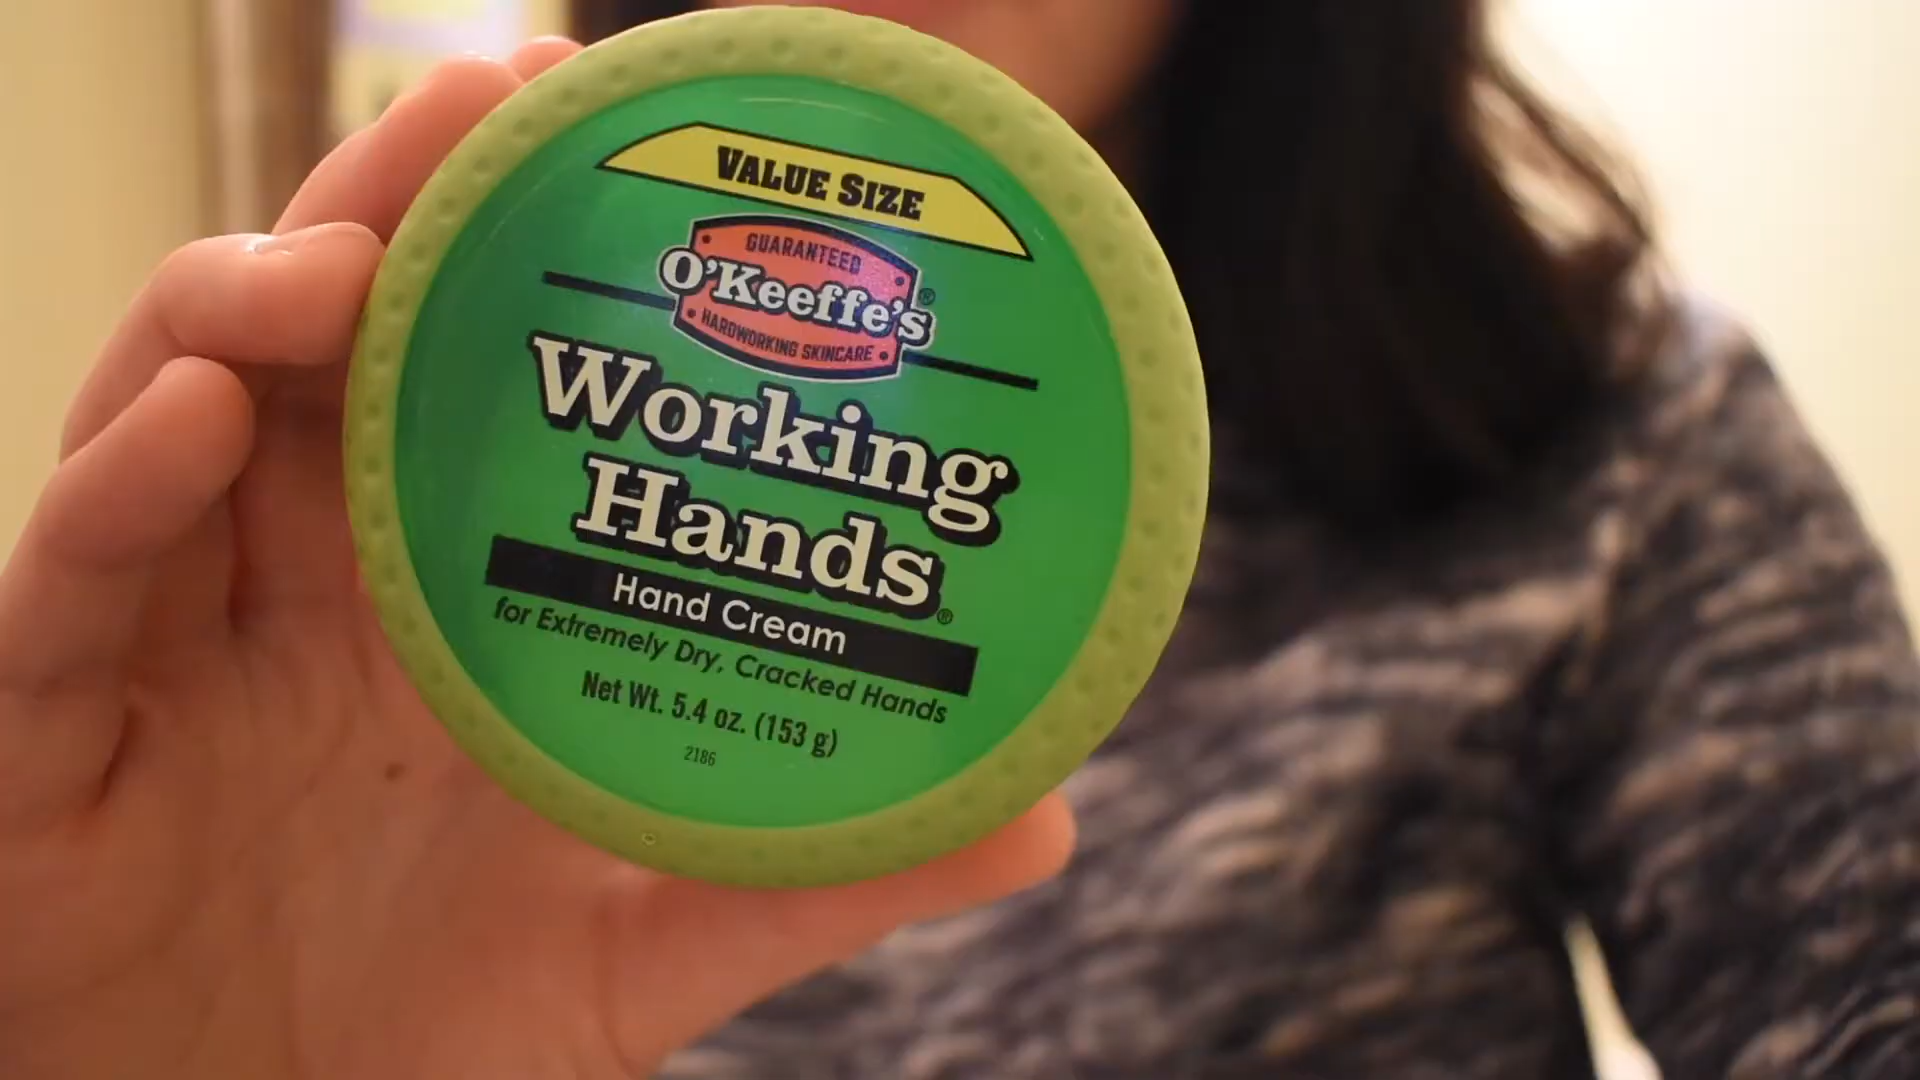 VALUE SIZE
GUARANTEED
O'Keeffe's®
HARDWORKING SKINCARE
Working
Hands®
Hand Cream
for Extremely Dry, Cracked Hands
Net Wt. 5.4 oz. (153 g)
2186